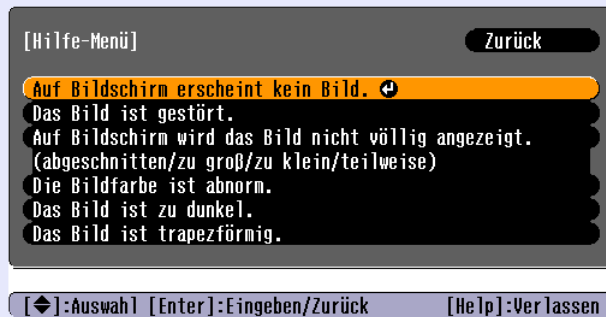 [Hilfe-Menü] Zurück
Auf Bildschirm erscheint kein Bild.
Das Bild ist gestört.
Auf Bildschirm wird das Bild nicht völlig angezeigt.
(abgeschnitten/zu groß/zu klein/teilweise)
Die Bildfarbe ist abnorm.
Das Bild ist zu dunkel.
Das Bild ist trapezförmig.
[◆]:Auswahl [Enter]:Eingeben/Zurück [Help]:Verlassen